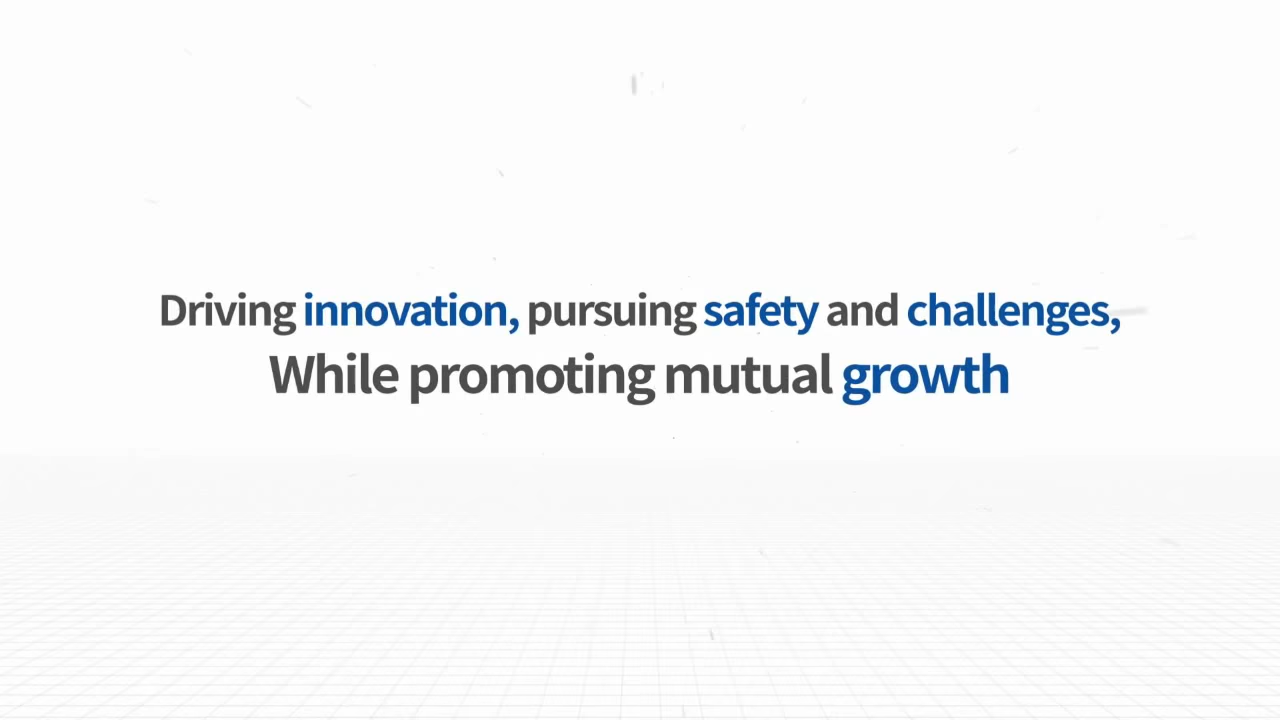 Driving innovation, pursuing safety and challenges,
While promoting mutual growth